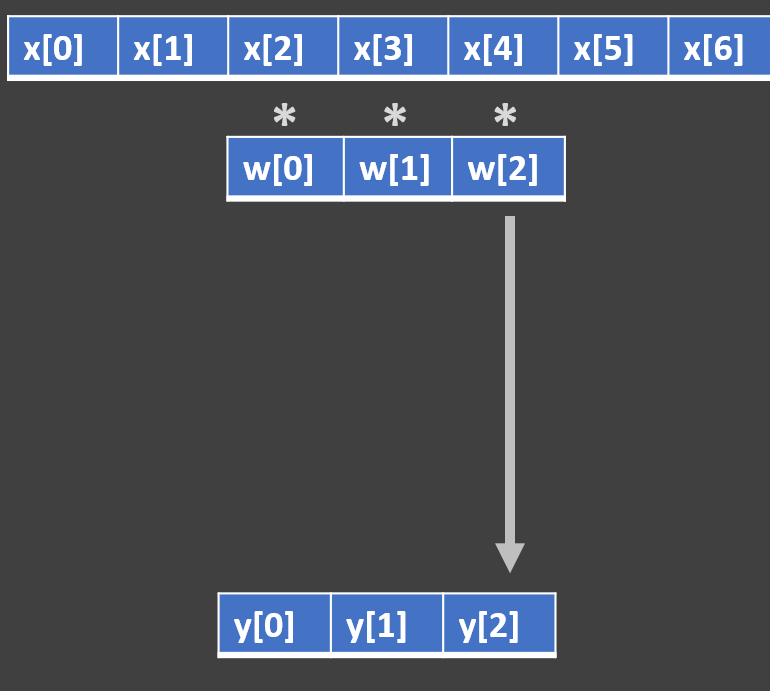 x[0] x[1] x[2] x[3] x[4] x[5] x[6]
* * *
w[0] w[1] w[2]
y[0] y[1] y[2]